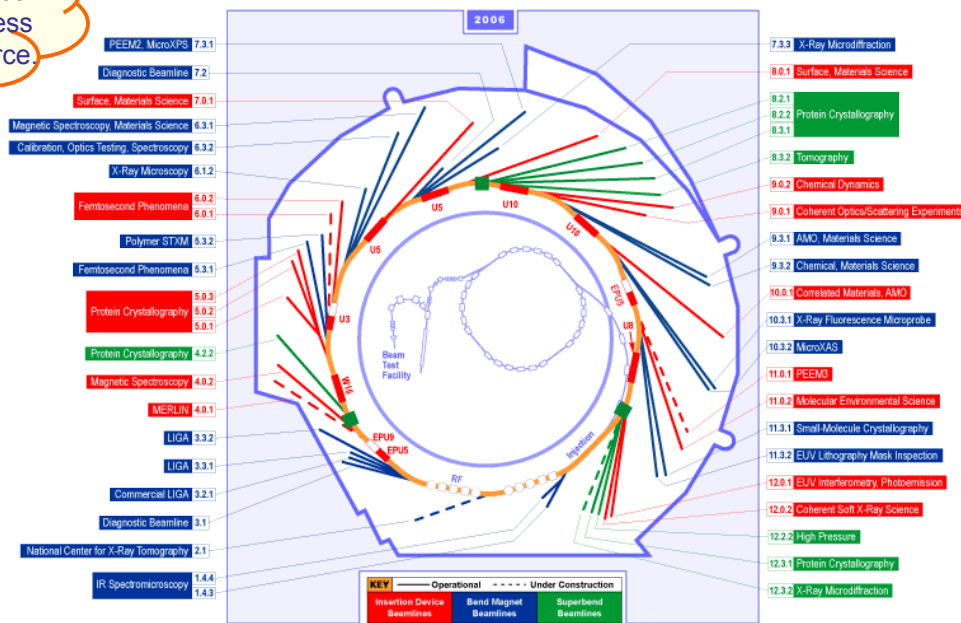 ess
rce.
2006
PEEM2, MicroXPS 7.3.1
Diagnostic Beamline 7.2
Surface, Materials Science 7.0.1
Magnetic Spectroscopy, Materials Science 6.3.1
Calibration, Optics Testing, Spectroscopy 6.3.2
X-Ray Microscopy 6.1.2
Femtosecond Phenomena 6.0.2
6.0.1
Polymer STXM 5.3.2
Femtosecond Phenomena 5.3.1
Protein Crystallography 5.0.3
5.0.2
5.0.1
Protein Crystallography 4.2.2
Magnetic Spectroscopy 4.0.2
MERLIN 4.0.1
LIGA 3.3.2
LIGA 3.3.1
Commercial LIGA 3.2.1
Diagnostic Beamline 3.1
National Center for X-Ray Tomography 2.1
IR Spectromicroscopy 1.4.4
1.4.3
U5
U10
U5
U10
U3
EPU5
U8
W16
EPU9
EPU5
RF
Injection
Beam
Test
Facility
7.3.3 X-Ray Microdiffraction
8.0.1 Surface, Materials Science
8.2.1
8.2.2 Protein Crystallography
8.3.1
8.3.2 Tomography
9.0.2 Chemical Dynamics
9.0.1 Coherent Optics/Scattering Experiments
9.3.1 AMO, Materials Science
9.3.2 Chemical, Materials Science
10.0.1 Correlated Materials, AMO
10.3.1 X-Ray Fluorescence Microprobe
10.3.2 MicroXAS
11.0.1 PEEM3
11.0.2 Molecular Environmental Science
11.3.1 Small-Molecule Crystallography
11.3.2 EUV Lithography Mask Inspection
12.0.1 EUV Interferometry, Photoemission
12.0.2 Coherent Soft X-Ray Science
12.2.2 High Pressure
12.3.1 Protein Crystallography
12.3.2 X-Ray Microdiffraction
KEY Operational Under Construction
Insertion Device
Beamlines
Bend Magnet
Beamlines
Superbend
Beamlines